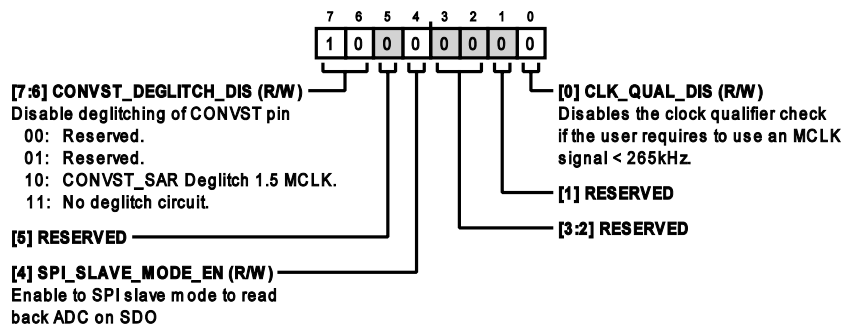 7 6 5 4 3 2 1 0
1 0 0 0 0 0 0 0
[7:6] CONVST_DEGLITCH_DIS (R/W)
Disable deglitching of CONVST pin
00: Reserved.
01: Reserved.
10: CONVST_SAR Deglitch 1.5 MCLK.
11: No deglitch circuit.
[5] RESERVED
[4] SPI_SLAVE_MODE_EN (R/W)
Enable to SPI slave mode to read
back ADC on SDO
[0] CLK_QUAL_DIS (R/W)
Disables the clock qualifier check
if the user requires to use an MCLK
signal < 265kHz.
[1] RESERVED
[3:2] RESERVED